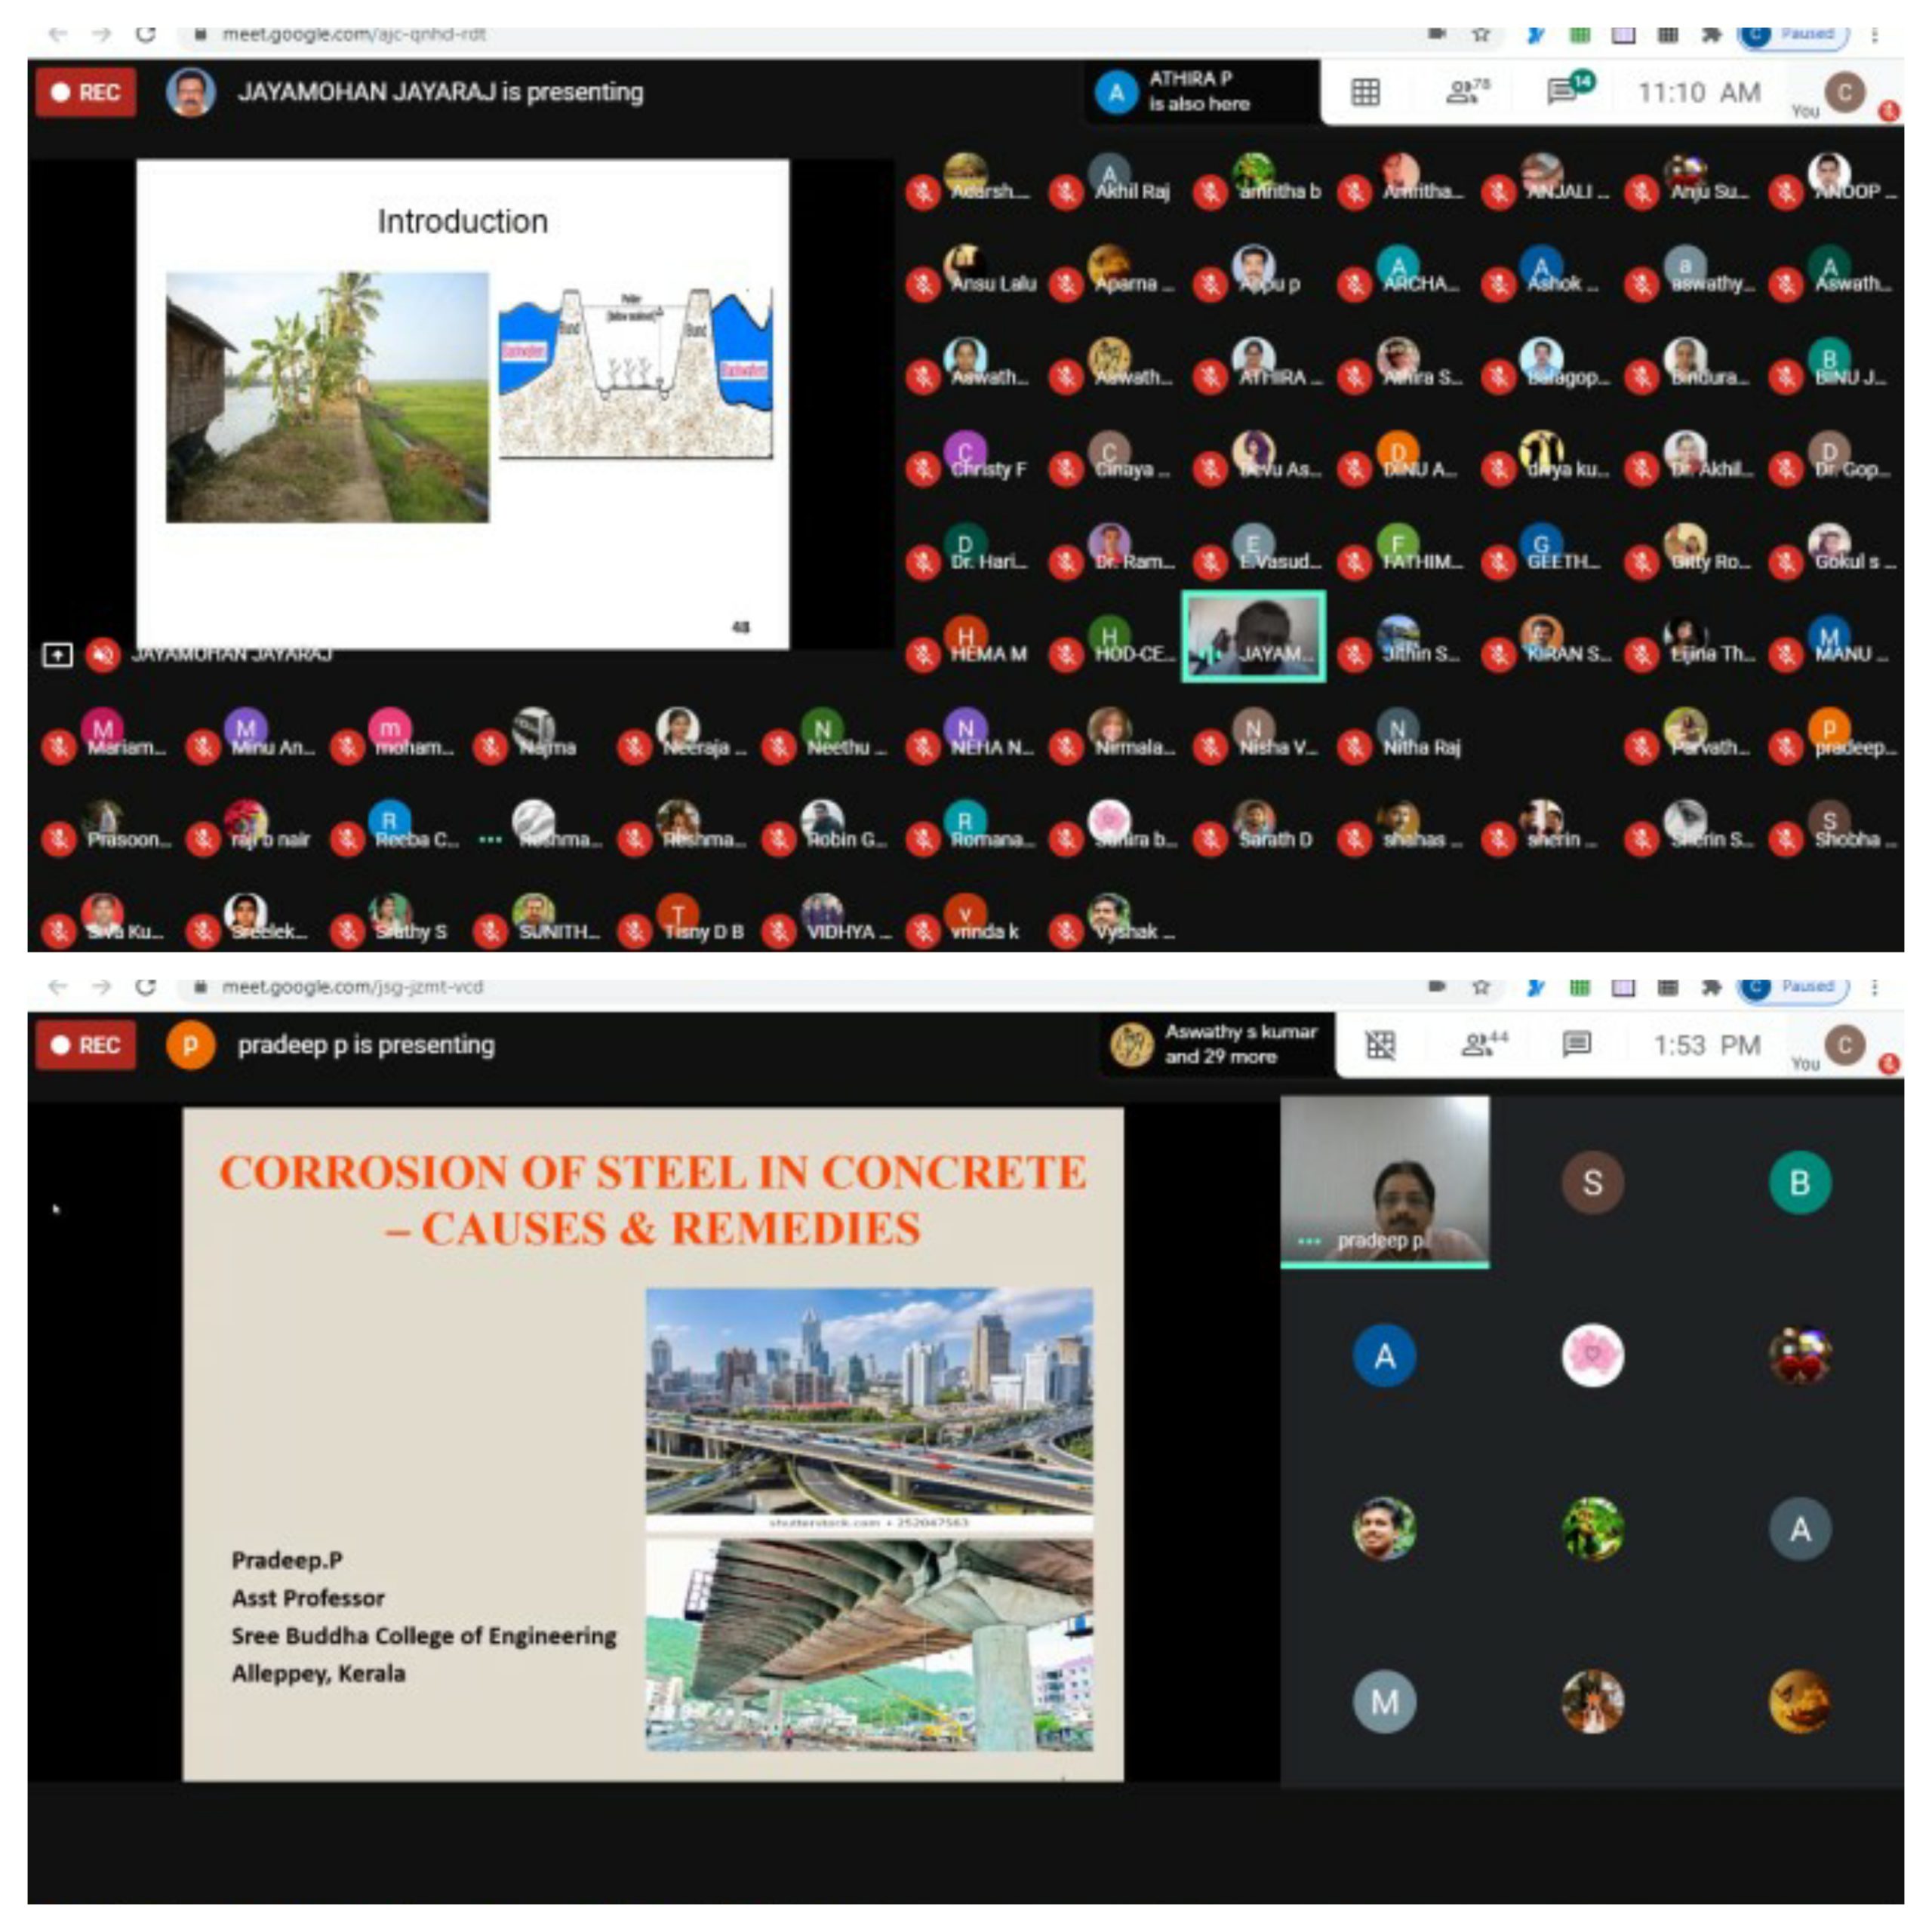 meet.google.com/ajc-qnhd-rdt
Paused
REC
JAYAMOHAN JAYARAJ is presenting
A
ATHIRA P
is also here
78
14
11:10 AM
You
C
Introduction
Polder
Bund
Bund
Backwaters
Backwaters
48
JAYAMOHAN JAYARAJ
Adarsh... Akhil Raj amritha b Amritha... ANJALI ... Anju Su... ANOOP ...
Ansu Lalu Aparna ... Appu p ARCHA... Ashok ... aswathy... Aswath...
Aswath... Aswath... ATHIRA ... Athira S... Balagop... Bindura... BINU J...
Christy F Cinaya ... Devu As... DINU A... divya ku... Dr. Akhil... Dr. Gop...
Dr. Hari... Dr. Ram... E.Vasud... FATHIM... GEETH... Gitty Ro... Gokul s ...
HEMA M HOD-CE... JAYAM... Jithin S... KIRAN S... Lijina Th... MANU ...
Mariam... Minu An... moham... Najma Neeraja ... Neethu ... NEHA N... Nirmala... Nisha V... Nitha Raj Parvath... pradeep...
Prasoon... raji b nair Reeba C... Reshma... Reshma... Robin G... Romana... Sarath D shahas ... sherin ... Sherin S... Shobha ...
Siva Ku... Sreelek... Sruthy S SUNITH... Tisny D B VIDHYA ... vrinda k Vyshak ...
meet.google.com/jsg-jzmt-vcd
Paused
REC
p
pradeep p is presenting
Aswathy s kumar
and 29 more
44
1:53 PM
You
C
CORROSION OF STEEL IN CONCRETE
– CAUSES & REMEDIES
shutterstock.com • 252047563
Pradeep.P
Asst Professor
Sree Buddha College of Engineering
Alleppey, Kerala
pradeep p
S
B
A
A
M